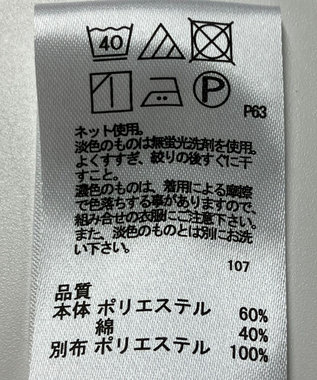 40
P
P63
ネット使用。
淡色のものは無蛍光洗剤を使用。
よくすすぎ、絞りの後すぐに干
すこと。
濃色のものは、着用による摩擦
で色落ちする事がありますので、
組み合せの衣服にご注意下さい。
また、淡色のものとは別にお洗
い下さい。
107
品質
本体 ポリエステル 60%
綿 40%
別布 ポリエステル 100%